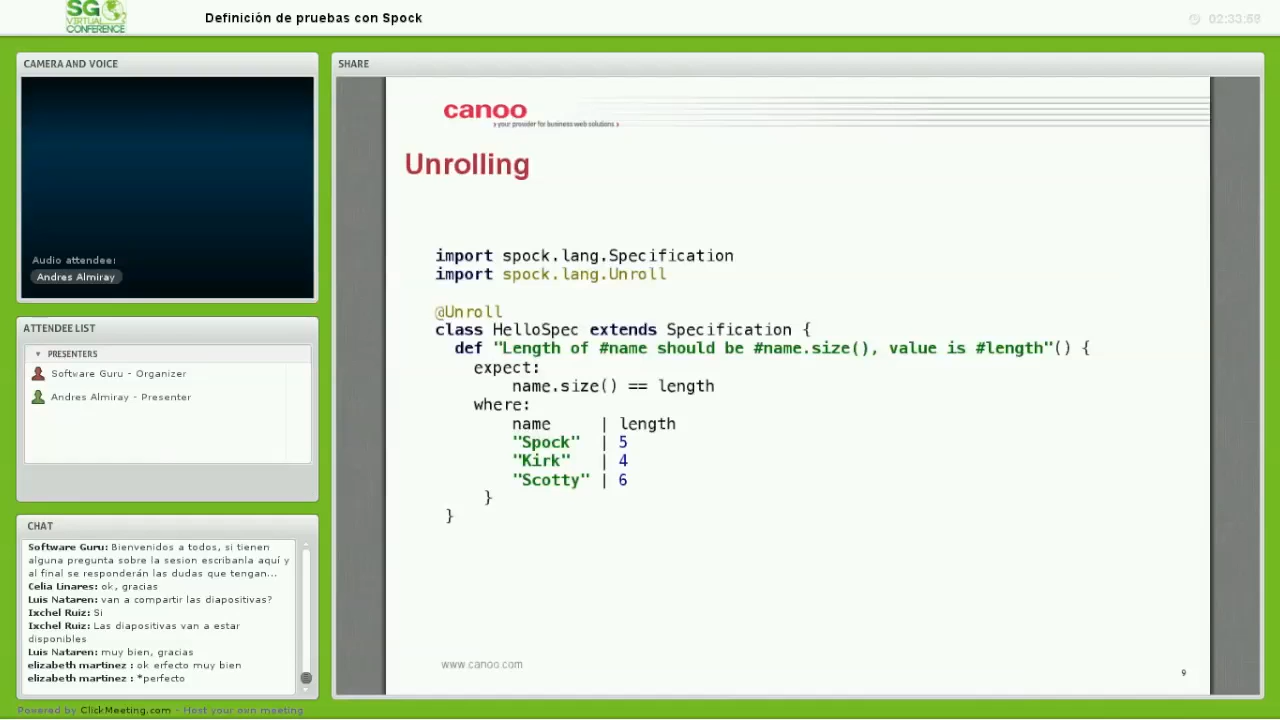 SG
VIRTUAL
CONFERENCE
Definición de pruebas con Spock
02:33:58
CAMERA AND VOICE
Audio attendee:
Andres Almiray
ATTENDEE LIST
PRESENTERS
Software Guru - Organizer
Andres Almiray - Presenter
CHAT
Software Guru: Bienvenidos a todos, si tienen
alguna pregunta sobre la sesion escribanla aquí y
al final se responderán las dudas que tengan...
Celia Linares: ok, gracias
Luis Nataren: van a compartir las diapositivas?
Ixchel Ruiz: Si
Ixchel Ruiz: Las diapositivas van a estar
disponibles
Luis Nataren: muy bien, gracias
elizabeth martinez : ok erfecto muy bien
elizabeth martinez : *perfecto
SHARE
canoo
› your provider for business web solutions ›
Unrolling
import spock.lang.Specification
import spock.lang.Unroll
@Unroll
class HelloSpec extends Specification {
def "Length of #name should be #name.size(), value is #length"() {
expect:
name.size() == length
where:
name | length
"Spock" | 5
"Kirk" | 4
"Scotty" | 6
}
}
www.canoo.com
9
Powered by ClickMeeting.com - Host your own meeting